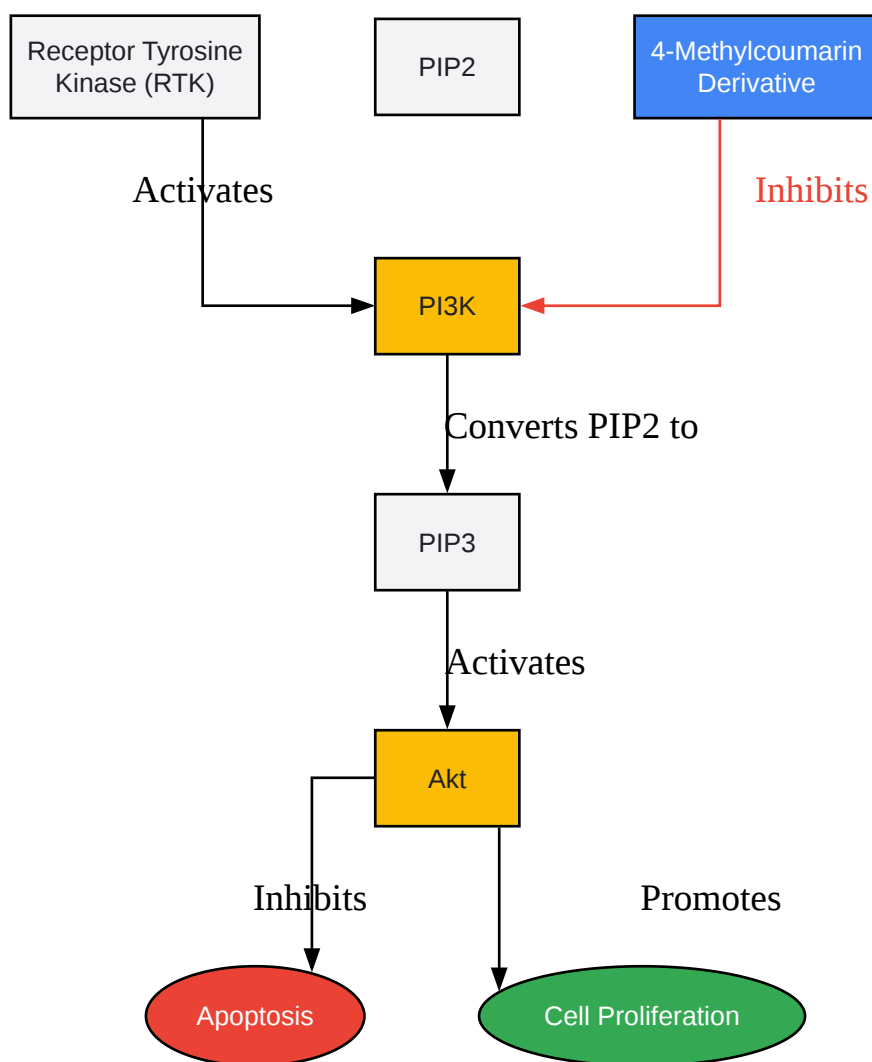 Receptor Tyrosine
Kinase (RTK)
PIP2
4-Methylcoumarin
Derivative
Activates
Inhibits
PI3K
Converts PIP2 to
PIP3
Activates
Akt
Inhibits
Promotes
Apoptosis
Cell Proliferation